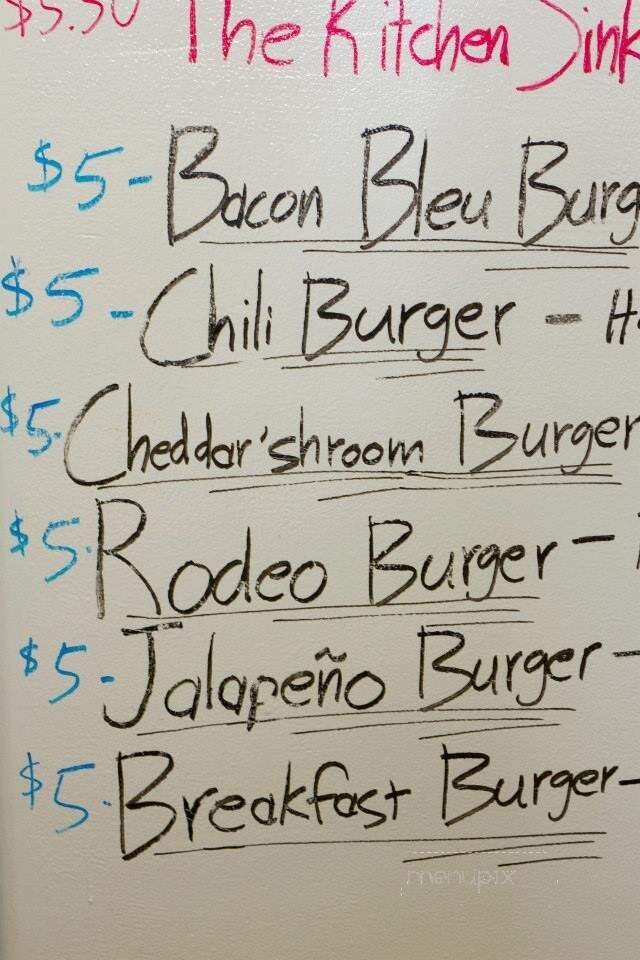 $5.50 The Kitchen Sink
$5 - Bacon Bleu Burg
$5 - Chili Burger - H
$5. Cheddar'shroom Burger
$5. Rodeo Burger -
$5 - Jalapeño Burger -
$5. Breakfast Burger-
menupix